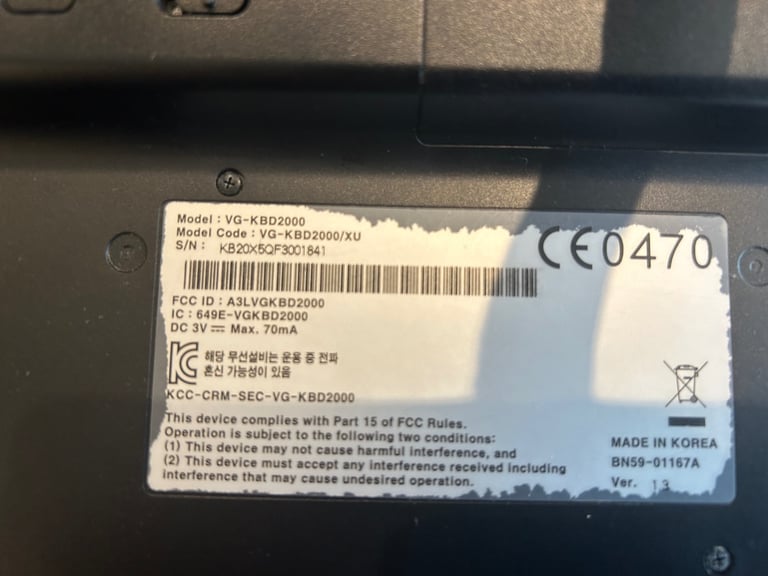 Model : VG-KBD2000
Model Code : VG-KBD2000/XU
S/N : KB20X5QF3001841
CE0470
FCC ID : A3LVGKBD2000
IC : 649E-VGKBD2000
DC 3V ⎓ Max. 70mA
해당 무선설비는 운용 중 전파
혼신 가능성이 있음
KCC-CRM-SEC-VG-KBD2000
This device complies with Part 15 of FCC Rules.
Operation is subject to the following two conditions:
(1) This device may not cause harmful interference, and
(2) This device must accept any interference received including
interference that may cause undesired operation.
MADE IN KOREA
BN59-01167A
Ver.